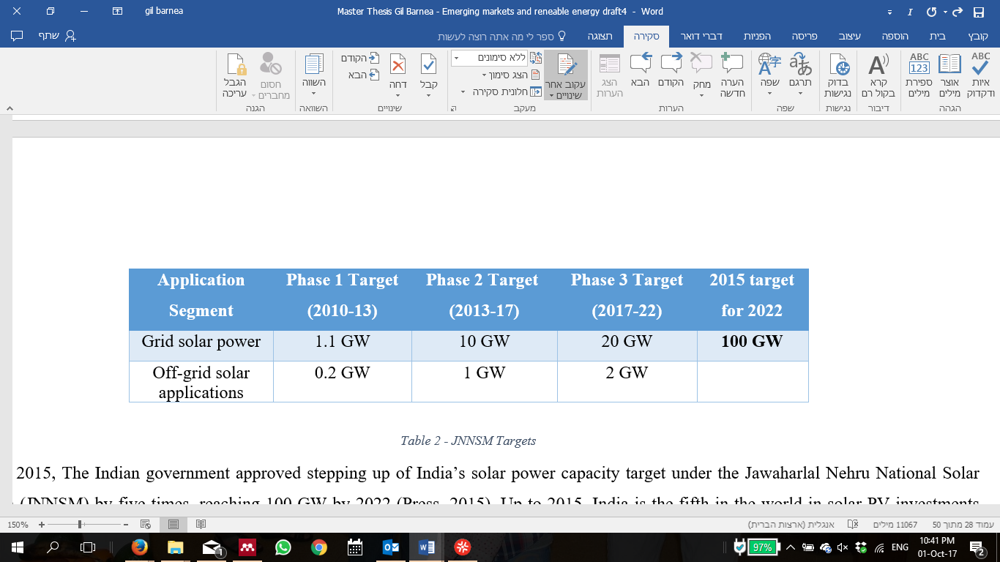 gil barnea
Master Thesis Gil Barnea - Emerging markets and reneable energy draft4 - Word
קובץ בית הוספה עיצוב פריסה הפניות דברי דואר סקירה תצוגה ספר לי מה אתה רוצה לעשות שתף
איות ודקדוק
אוצר מילים
ספירת מילים
הגהה
קרא בקול רם
דיבור
בדוק נגישות
נגישות
תרגם
שפה
שפה
הערה חדשה
מחק
הקודם
הבא
הצג הערות
הערות
עקוב אחר שינויים
ללא סימונים
הצג סימון
חלונית סקירה
מעקב
קבל
דחה
הקודם
הבא
שינויים
השווה
השוואה
חסום מחברים
הגבל עריכה
הגנה
Application Segment Phase 1 Target (2010-13) Phase 2 Target (2013-17) Phase 3 Target (2017-22) 2015 target for 2022
Grid solar power 1.1 GW 10 GW 20 GW 100 GW
Off-grid solar applications 0.2 GW 1 GW 2 GW
Table 2 - JNNSM Targets
2015, The Indian government approved stepping up of India’s solar power capacity target under the Jawaharlal Nehru National Solar
(JNNSM) by five times, reaching 100 GW by 2022 (Press, 2015). Up to 2015, India is the fifth in the world in solar PV investments
עמוד 28 מתוך 50 11067 מילים אנגלית (ארצות הברית) 150%
97% ENG 10:41 PM
01-Oct-17
2
1